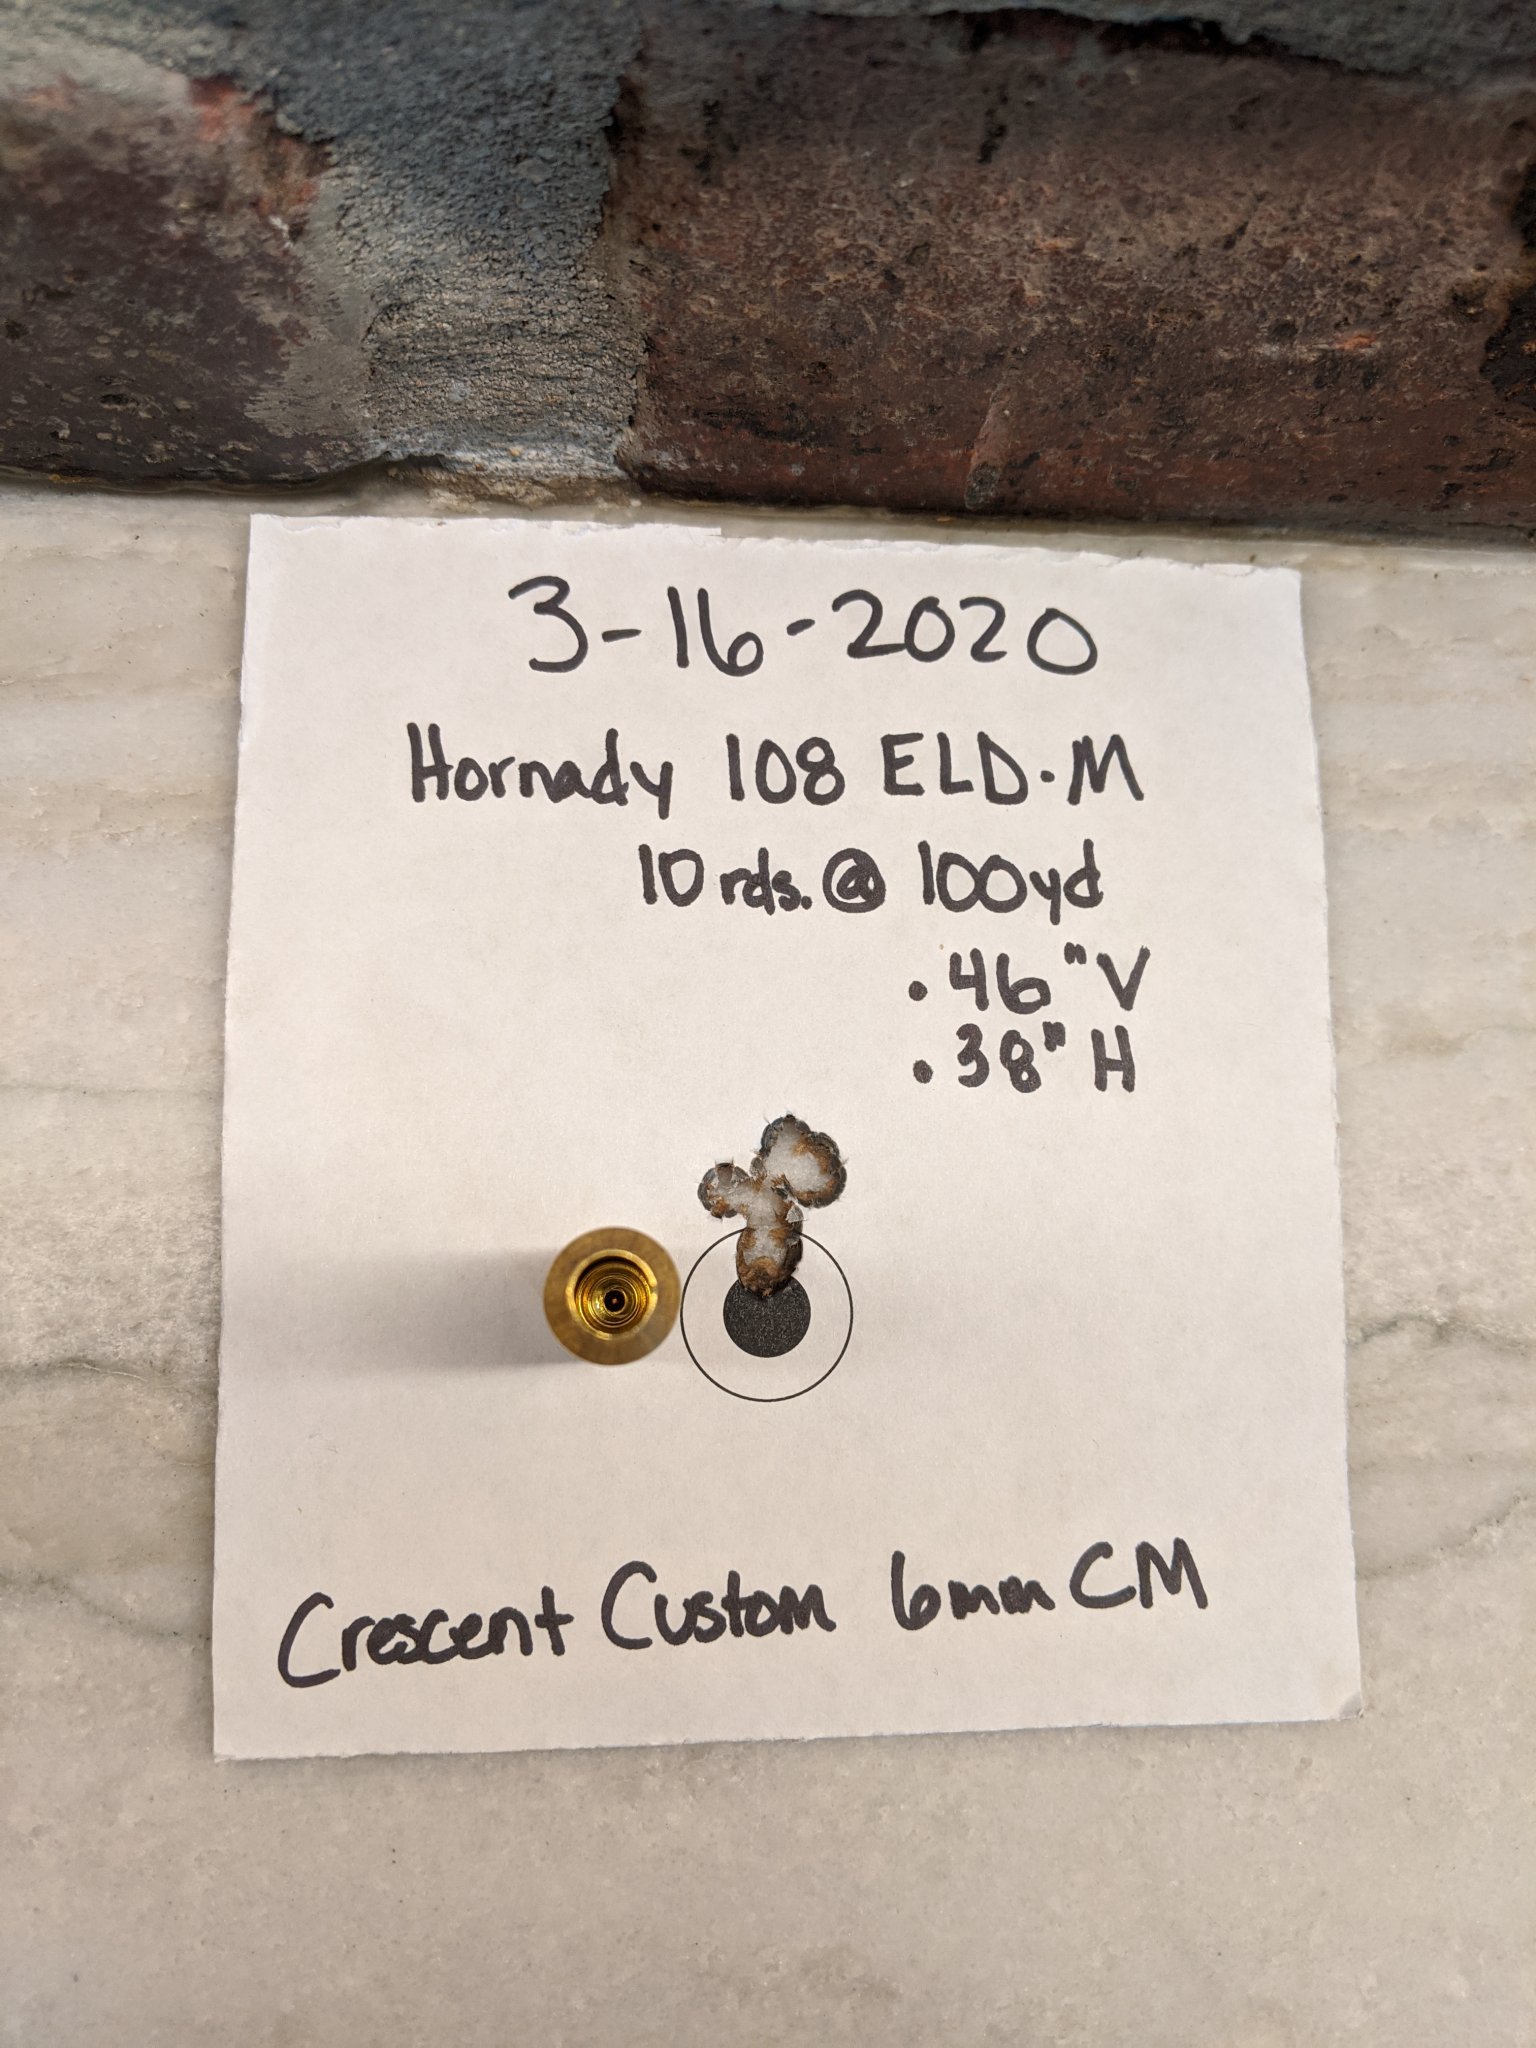 3-16-2020
Hornady 108 ELD-M
10 rds. @ 100yd
.46" V
.38" H
Crescent Custom 6mm CM